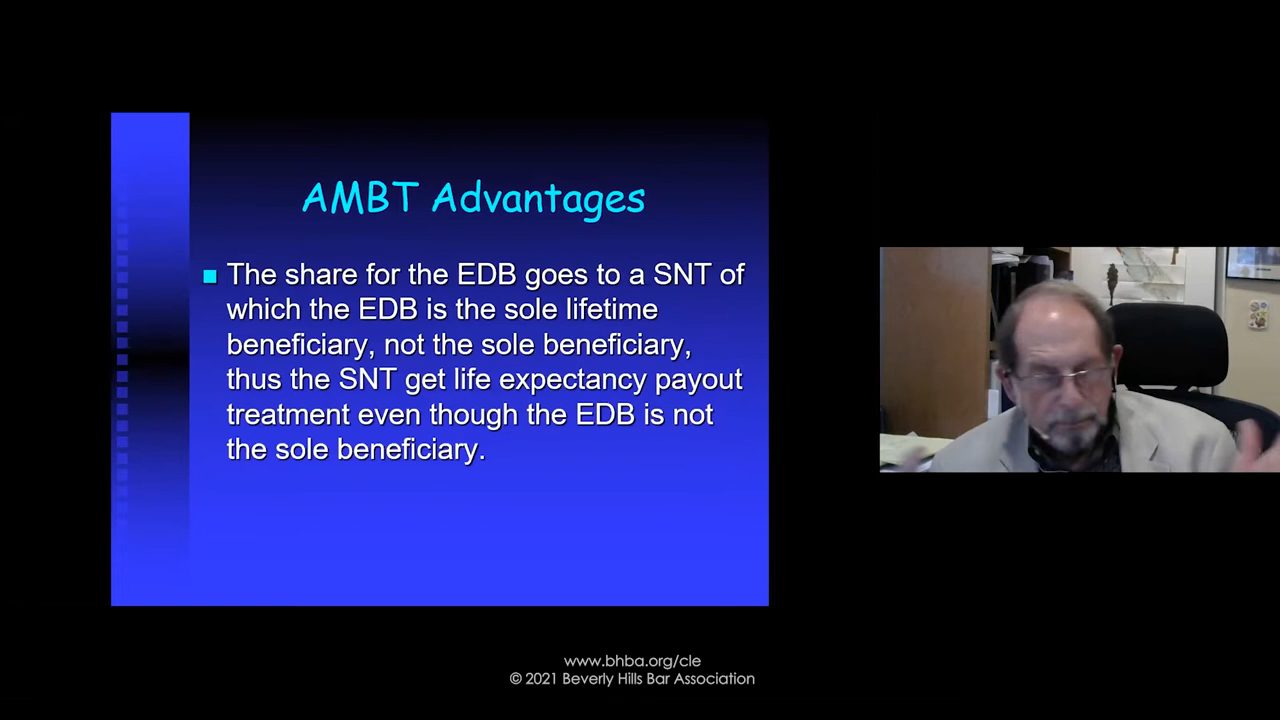 AMBT Advantages
The share for the EDB goes to a SNT of
which the EDB is the sole lifetime
beneficiary, not the sole beneficiary,
thus the SNT get life expectancy payout
treatment even though the EDB is not
the sole beneficiary.
www.bhba.org/cle
© 2021 Beverly Hills Bar Association